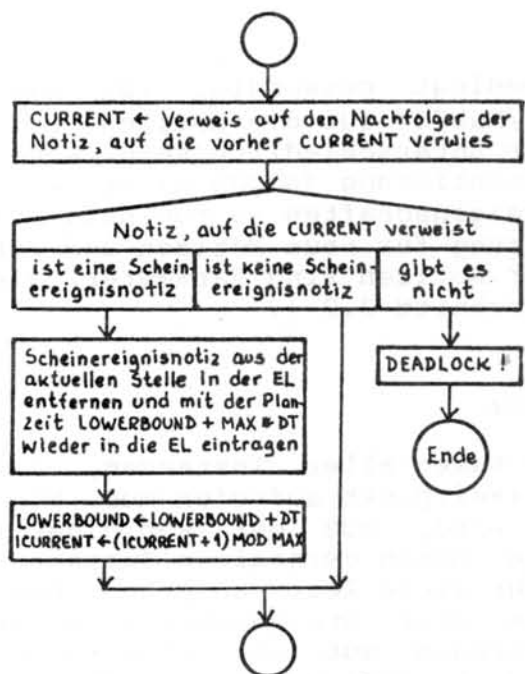 CURRENT ← Verweis auf den Nachfolger der
Notiz, auf die vorher CURRENT verwies
Notiz, auf die CURRENT verweist
ist eine Schein-
ereignisnotiz
ist keine Schein-
ereignisnotiz
gibt es
nicht
Scheinereignisnotiz aus der
aktuellen Stelle in der EL
entfernen und mit der Plan-
zeit LOWERBOUND + MAX * DT
wieder in die EL eintragen
DEADLOCK !
Ende
LOWERBOUND ← LOWERBOUND + DT
ICURRENT ← (ICURRENT + 1) MOD MAX